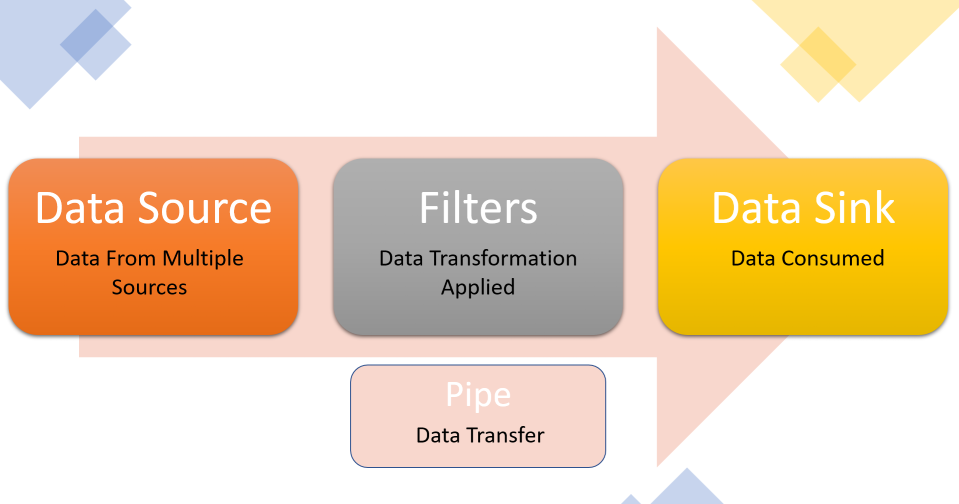 Data Source
Data From Multiple
Sources
Filters
Data Transformation
Applied
Data Sink
Data Consumed
Pipe
Data Transfer